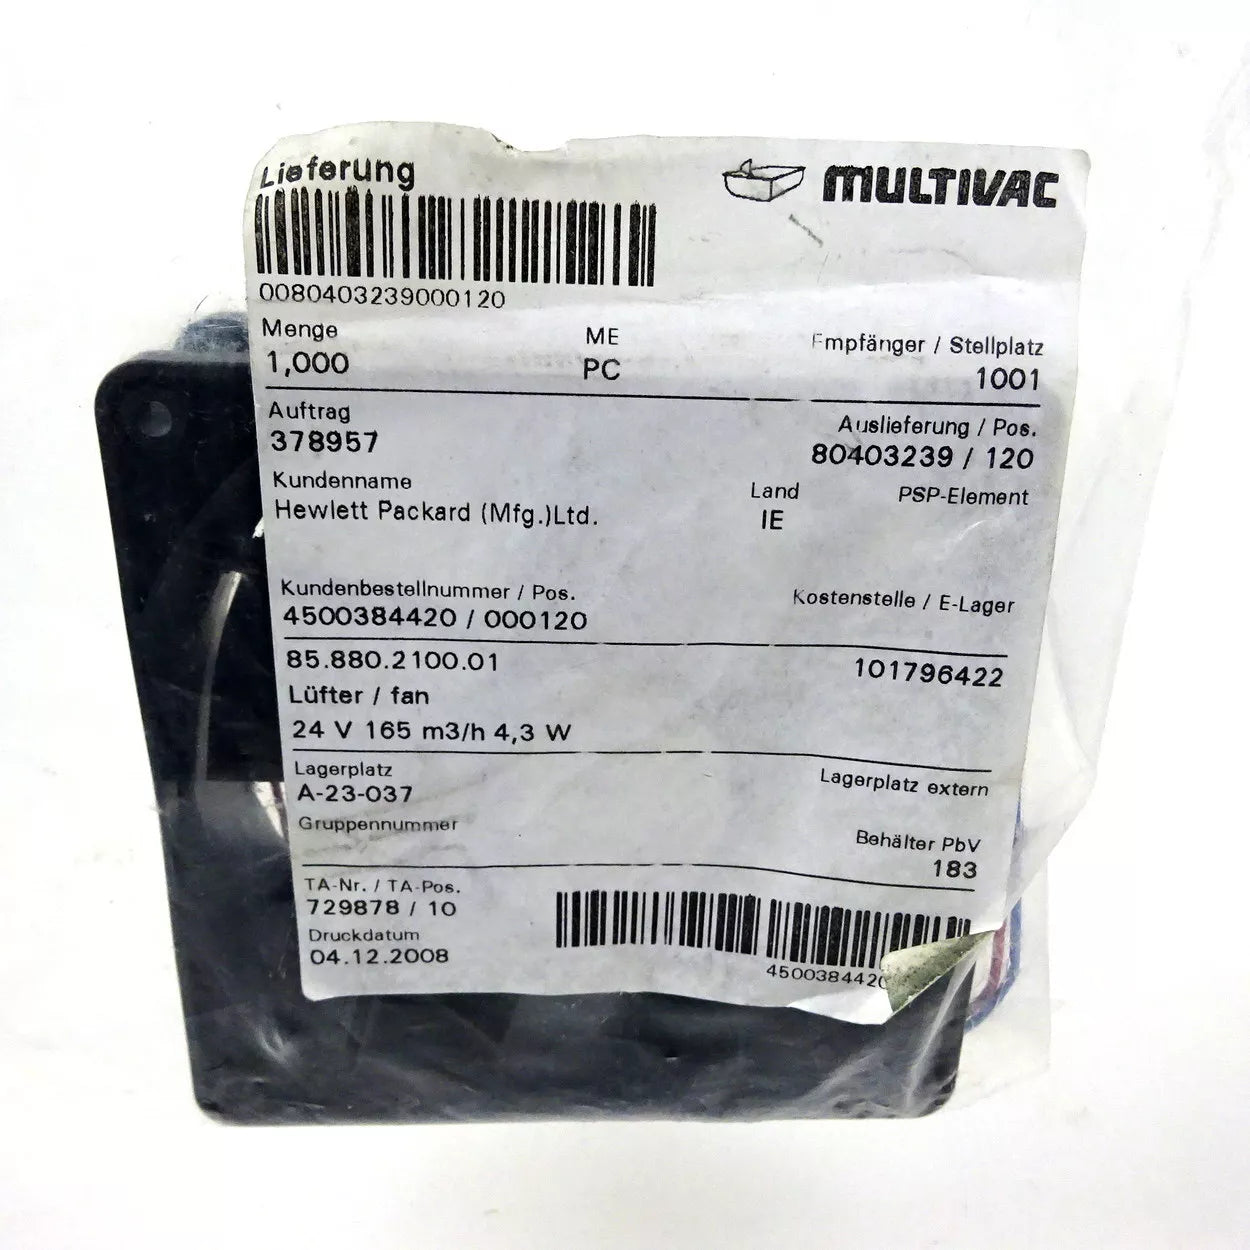 Lieferung
MULTIVAC
0080403239000120
Menge ME Empfänger / Stellplatz
1,000 PC 1001
Auftrag Auslieferung / Pos.
378957 80403239 / 120
Kundenname Land PSP-Element
Hewlett Packard (Mfg.)Ltd. IE
Kundenbestellnummer / Pos. Kostenstelle / E-Lager
4500384420 / 000120
85.880.2100.01 101796422
Lüfter / fan
24 V 165 m3/h 4,3 W
Lagerplatz Lagerplatz extern
A-23-037
Gruppennummer Behälter PbV
183
TA-Nr. / TA-Pos.
729878 / 10
Druckdatum
04.12.2008
450038442